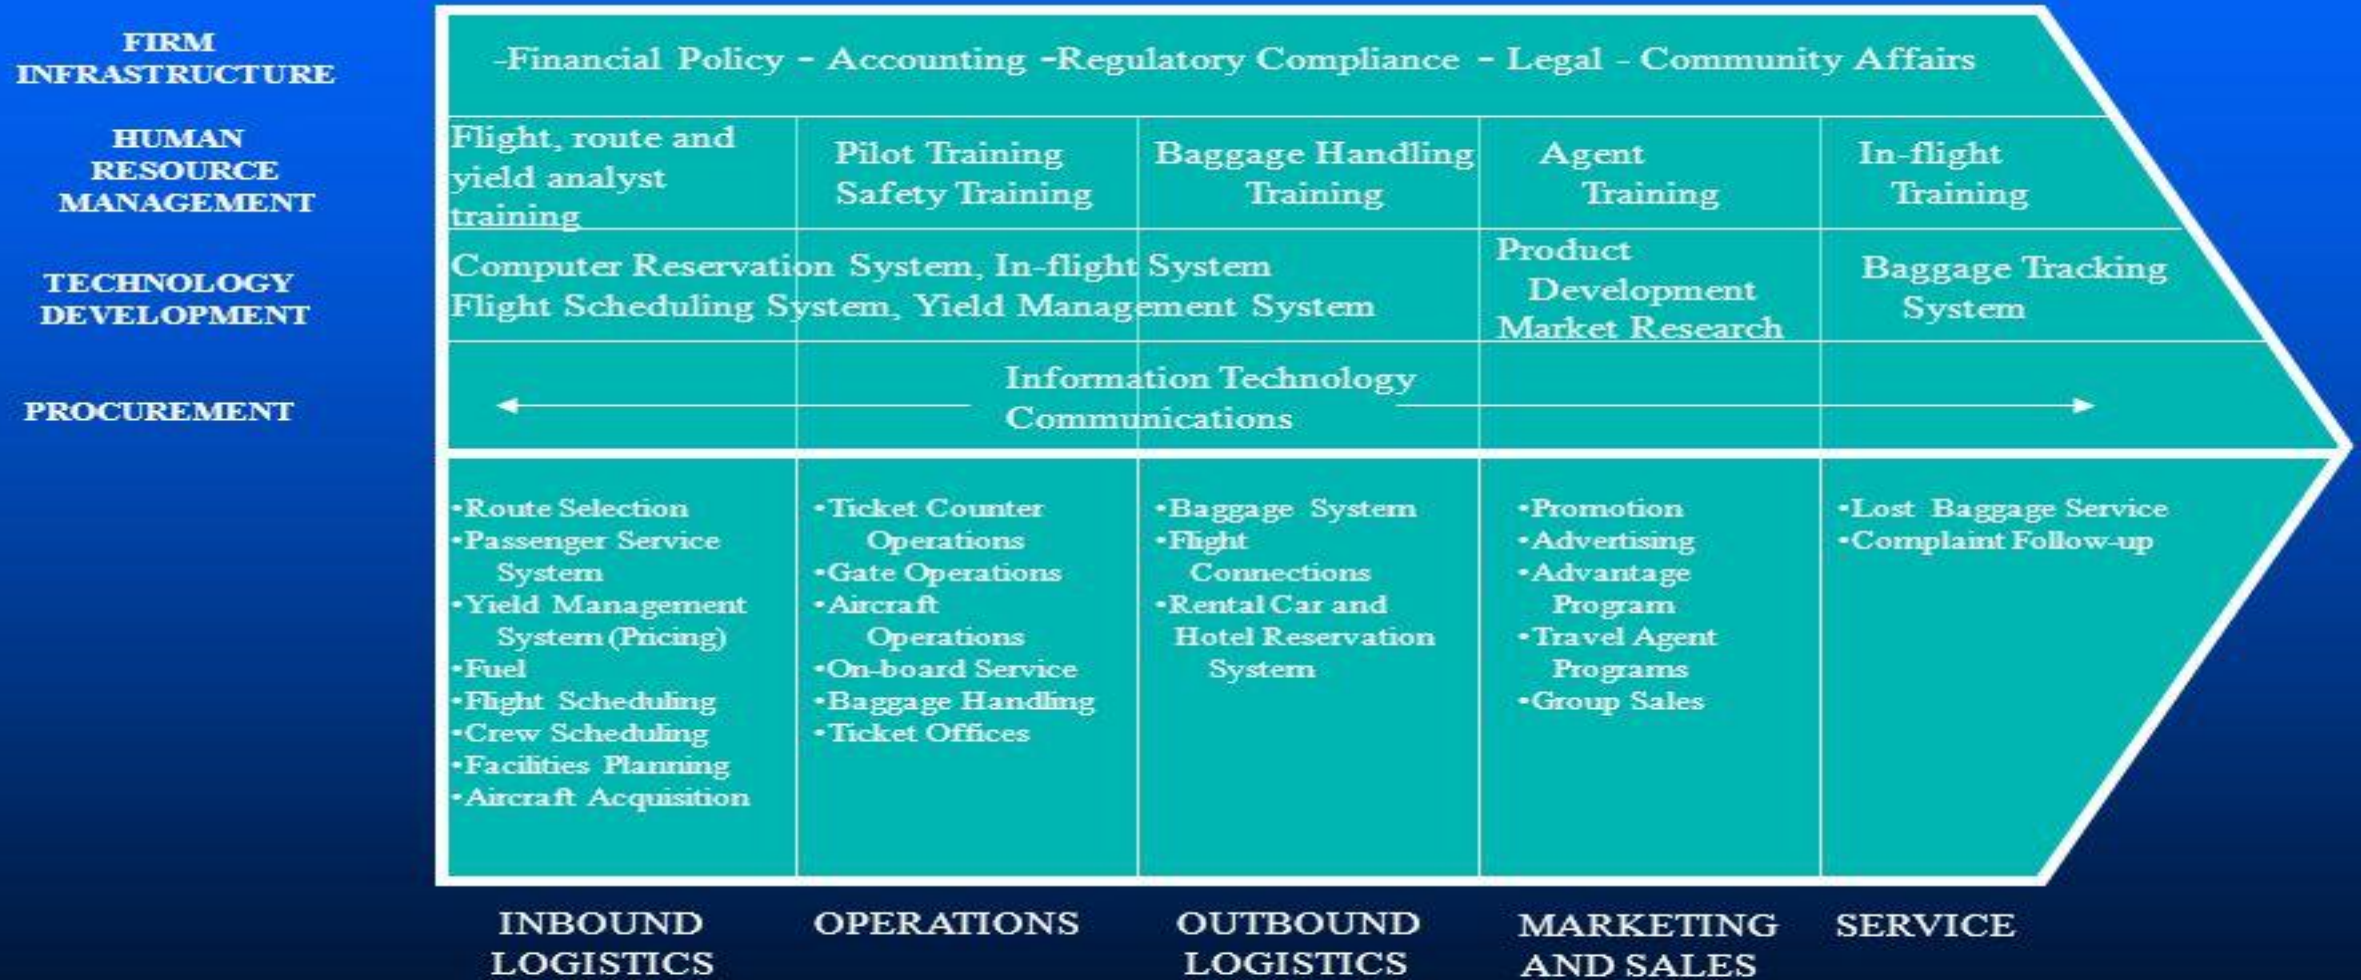 FIRM
INFRASTRUCTURE
-Financial Policy - Accounting -Regulatory Compliance - Legal - Community Affairs
HUMAN
RESOURCE
MANAGEMENT
Flight, route and
yield analyst
training
Pilot Training
Safety Training
Baggage Handling
Training
Agent
Training
In-flight
Training
TECHNOLOGY
DEVELOPMENT
Computer Reservation System, In-flight System
Flight Scheduling System, Yield Management System
Product
Development
Market Research
Baggage Tracking
System
PROCUREMENT
Information Technology
Communications
•Route Selection
•Passenger Service
System
•Yield Management
System (Pricing)
•Fuel
•Flight Scheduling
•Crew Scheduling
•Facilities Planning
•Aircraft Acquisition
•Ticket Counter
Operations
•Gate Operations
•Aircraft
Operations
•On-board Service
•Baggage Handling
•Ticket Offices
•Baggage System
•Flight
Connections
•Rental Car and
Hotel Reservation
System
•Promotion
•Advertising
•Advantage
Program
•Travel Agent
Programs
•Group Sales
•Lost Baggage Service
•Complaint Follow-up
INBOUND
LOGISTICS
OPERATIONS
OUTBOUND
LOGISTICS
MARKETING
AND SALES
SERVICE